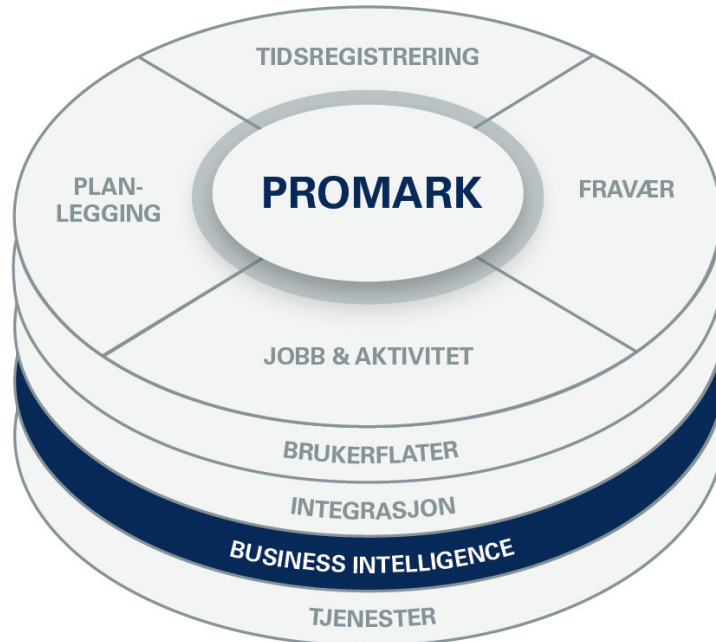 TIDSREGISTRERING
PLAN-
LEGGING
PROMARK
FRAVÆR
JOBB & AKTIVITET
BRUKERFLATER
INTEGRASJON
BUSINESS INTELLIGENCE
TJENESTER